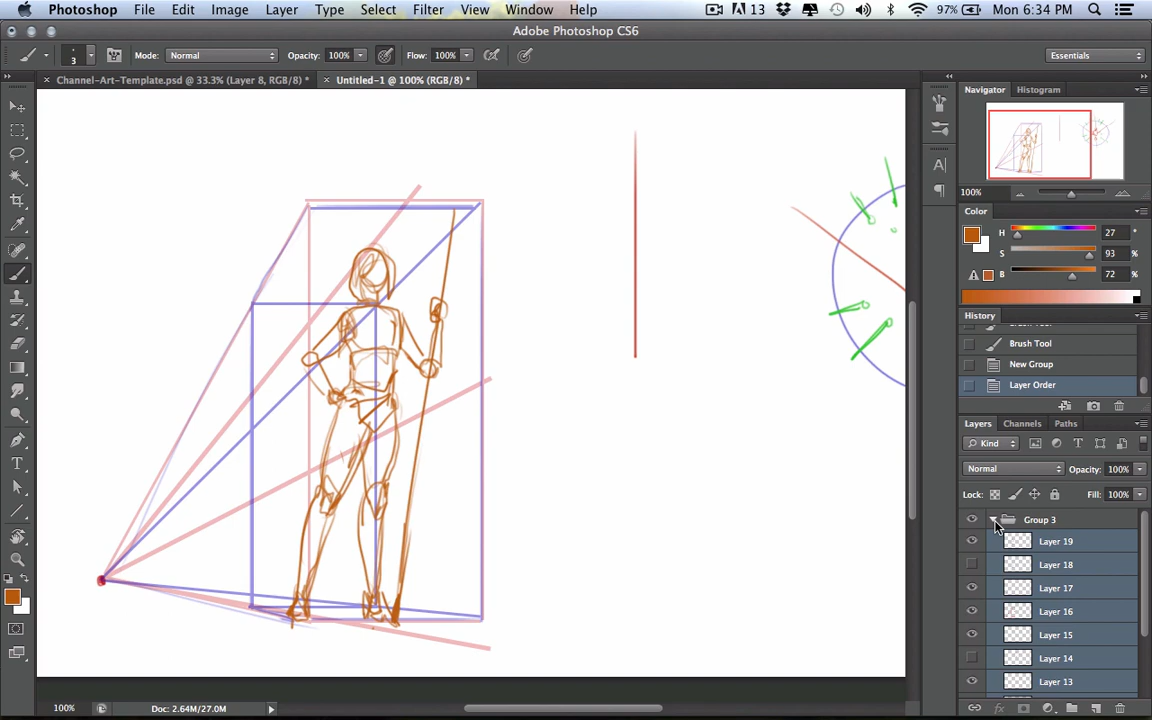 Photoshop File Edit Image Layer Type Select Filter View Window Help 13 97% Mon 6:34 PM
Adobe Photoshop CS6
3 Mode: Normal Opacity: 100% Flow: 100% Essentials
× Channel-Art-Template.psd @ 33.3% (Layer 8, RGB/8) * × Untitled-1 @ 100% (RGB/8) *
Navigator Histogram
100%
Color
H 27 °
S 93 %
B 72 %
History
Brush Tool
New Group
Layer Order
Layers Channels Paths
Kind
Normal Opacity: 100%
Lock: Fill: 100%
Group 3
Layer 19
Layer 18
Layer 17
Layer 16
Layer 15
Layer 14
Layer 13
100% Doc: 2.64M/27.0M